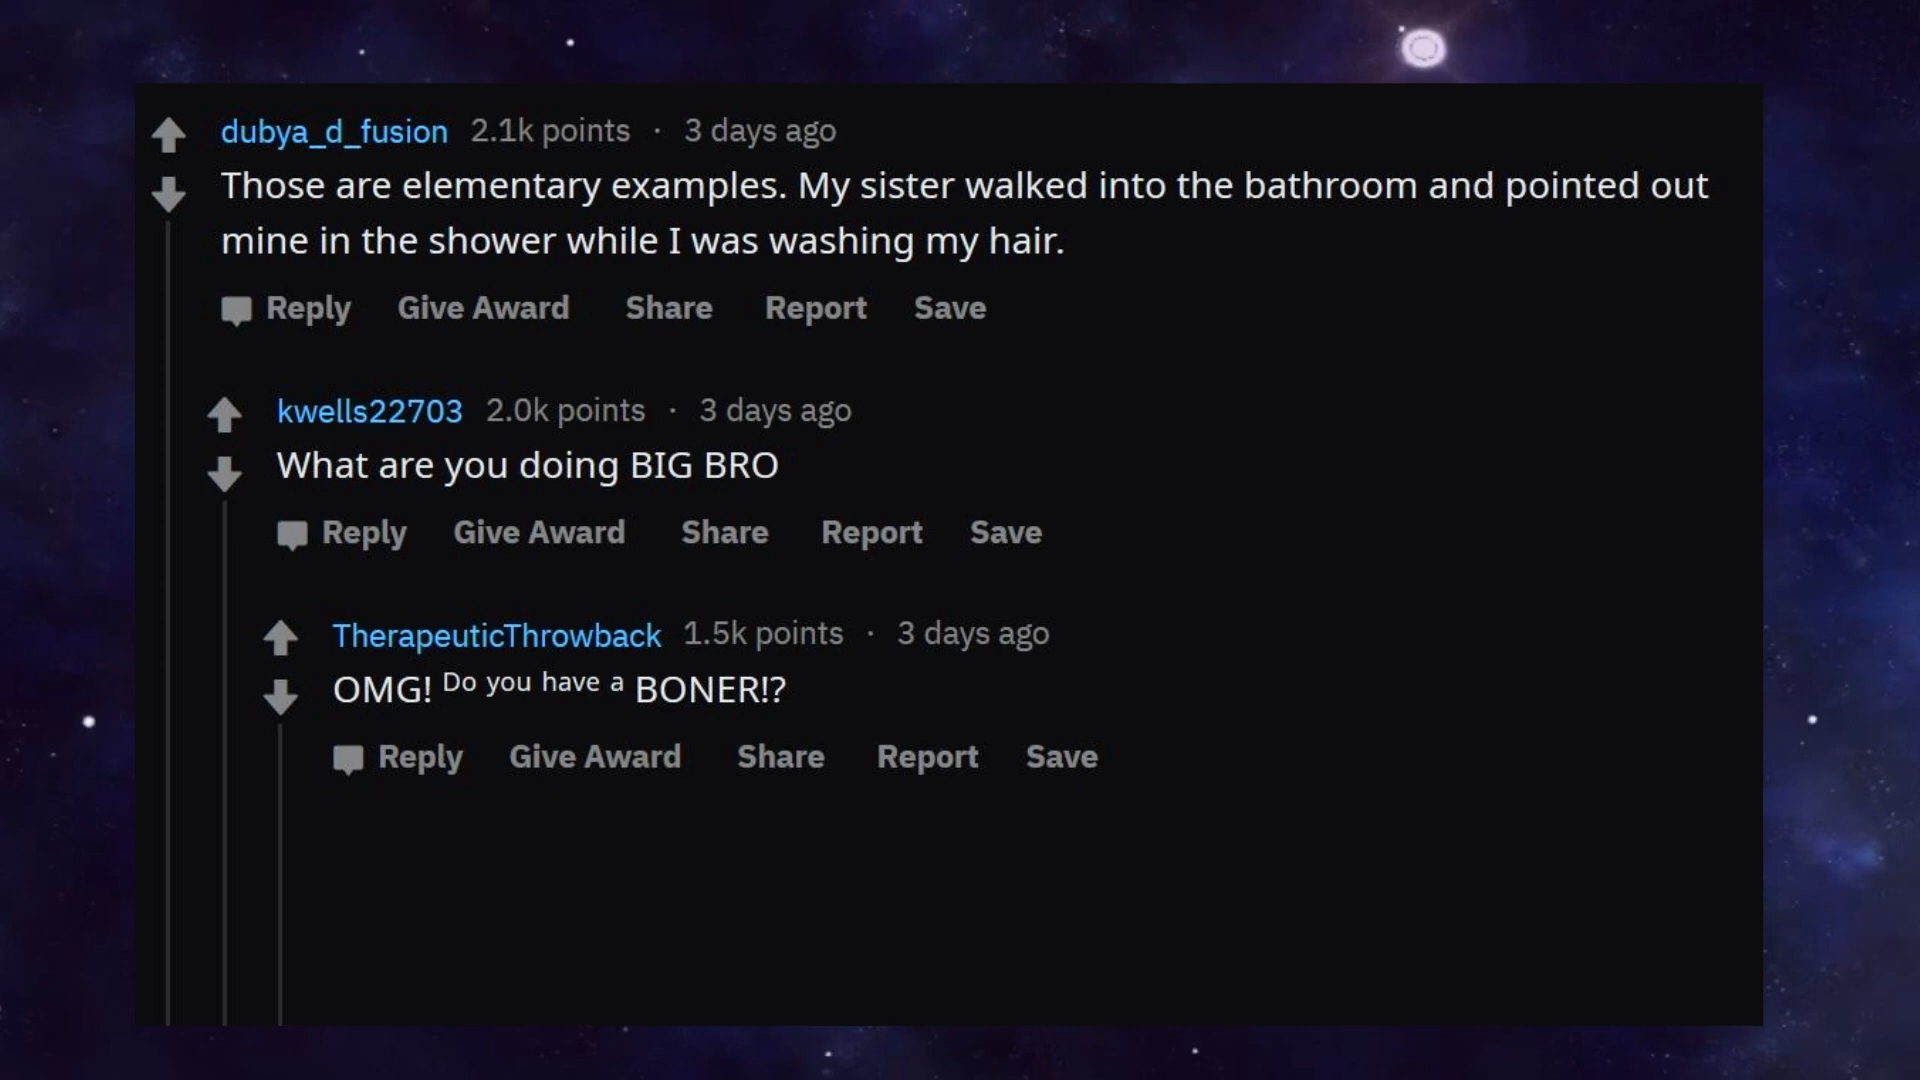 dubya_d_fusion 2.1k points · 3 days ago
Those are elementary examples. My sister walked into the bathroom and pointed out
mine in the shower while I was washing my hair.
Reply Give Award Share Report Save
kwells22703 2.0k points · 3 days ago
What are you doing BIG BRO
Reply Give Award Share Report Save
TherapeuticThrowback 1.5k points · 3 days ago
OMG! Do you have a BONER!?
Reply Give Award Share Report Save